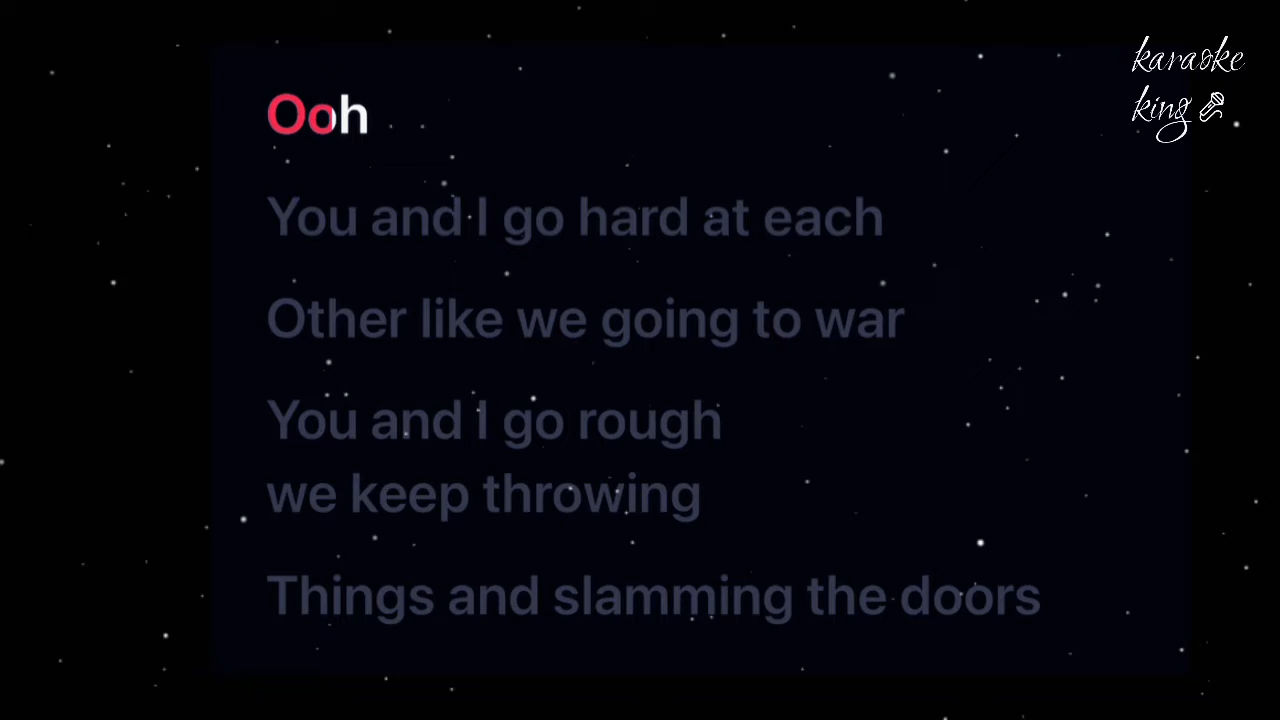 karaoke
king
Ooh
You and I go hard at each
Other like we going to war
You and I go rough
we keep throwing
Things and slamming the doors